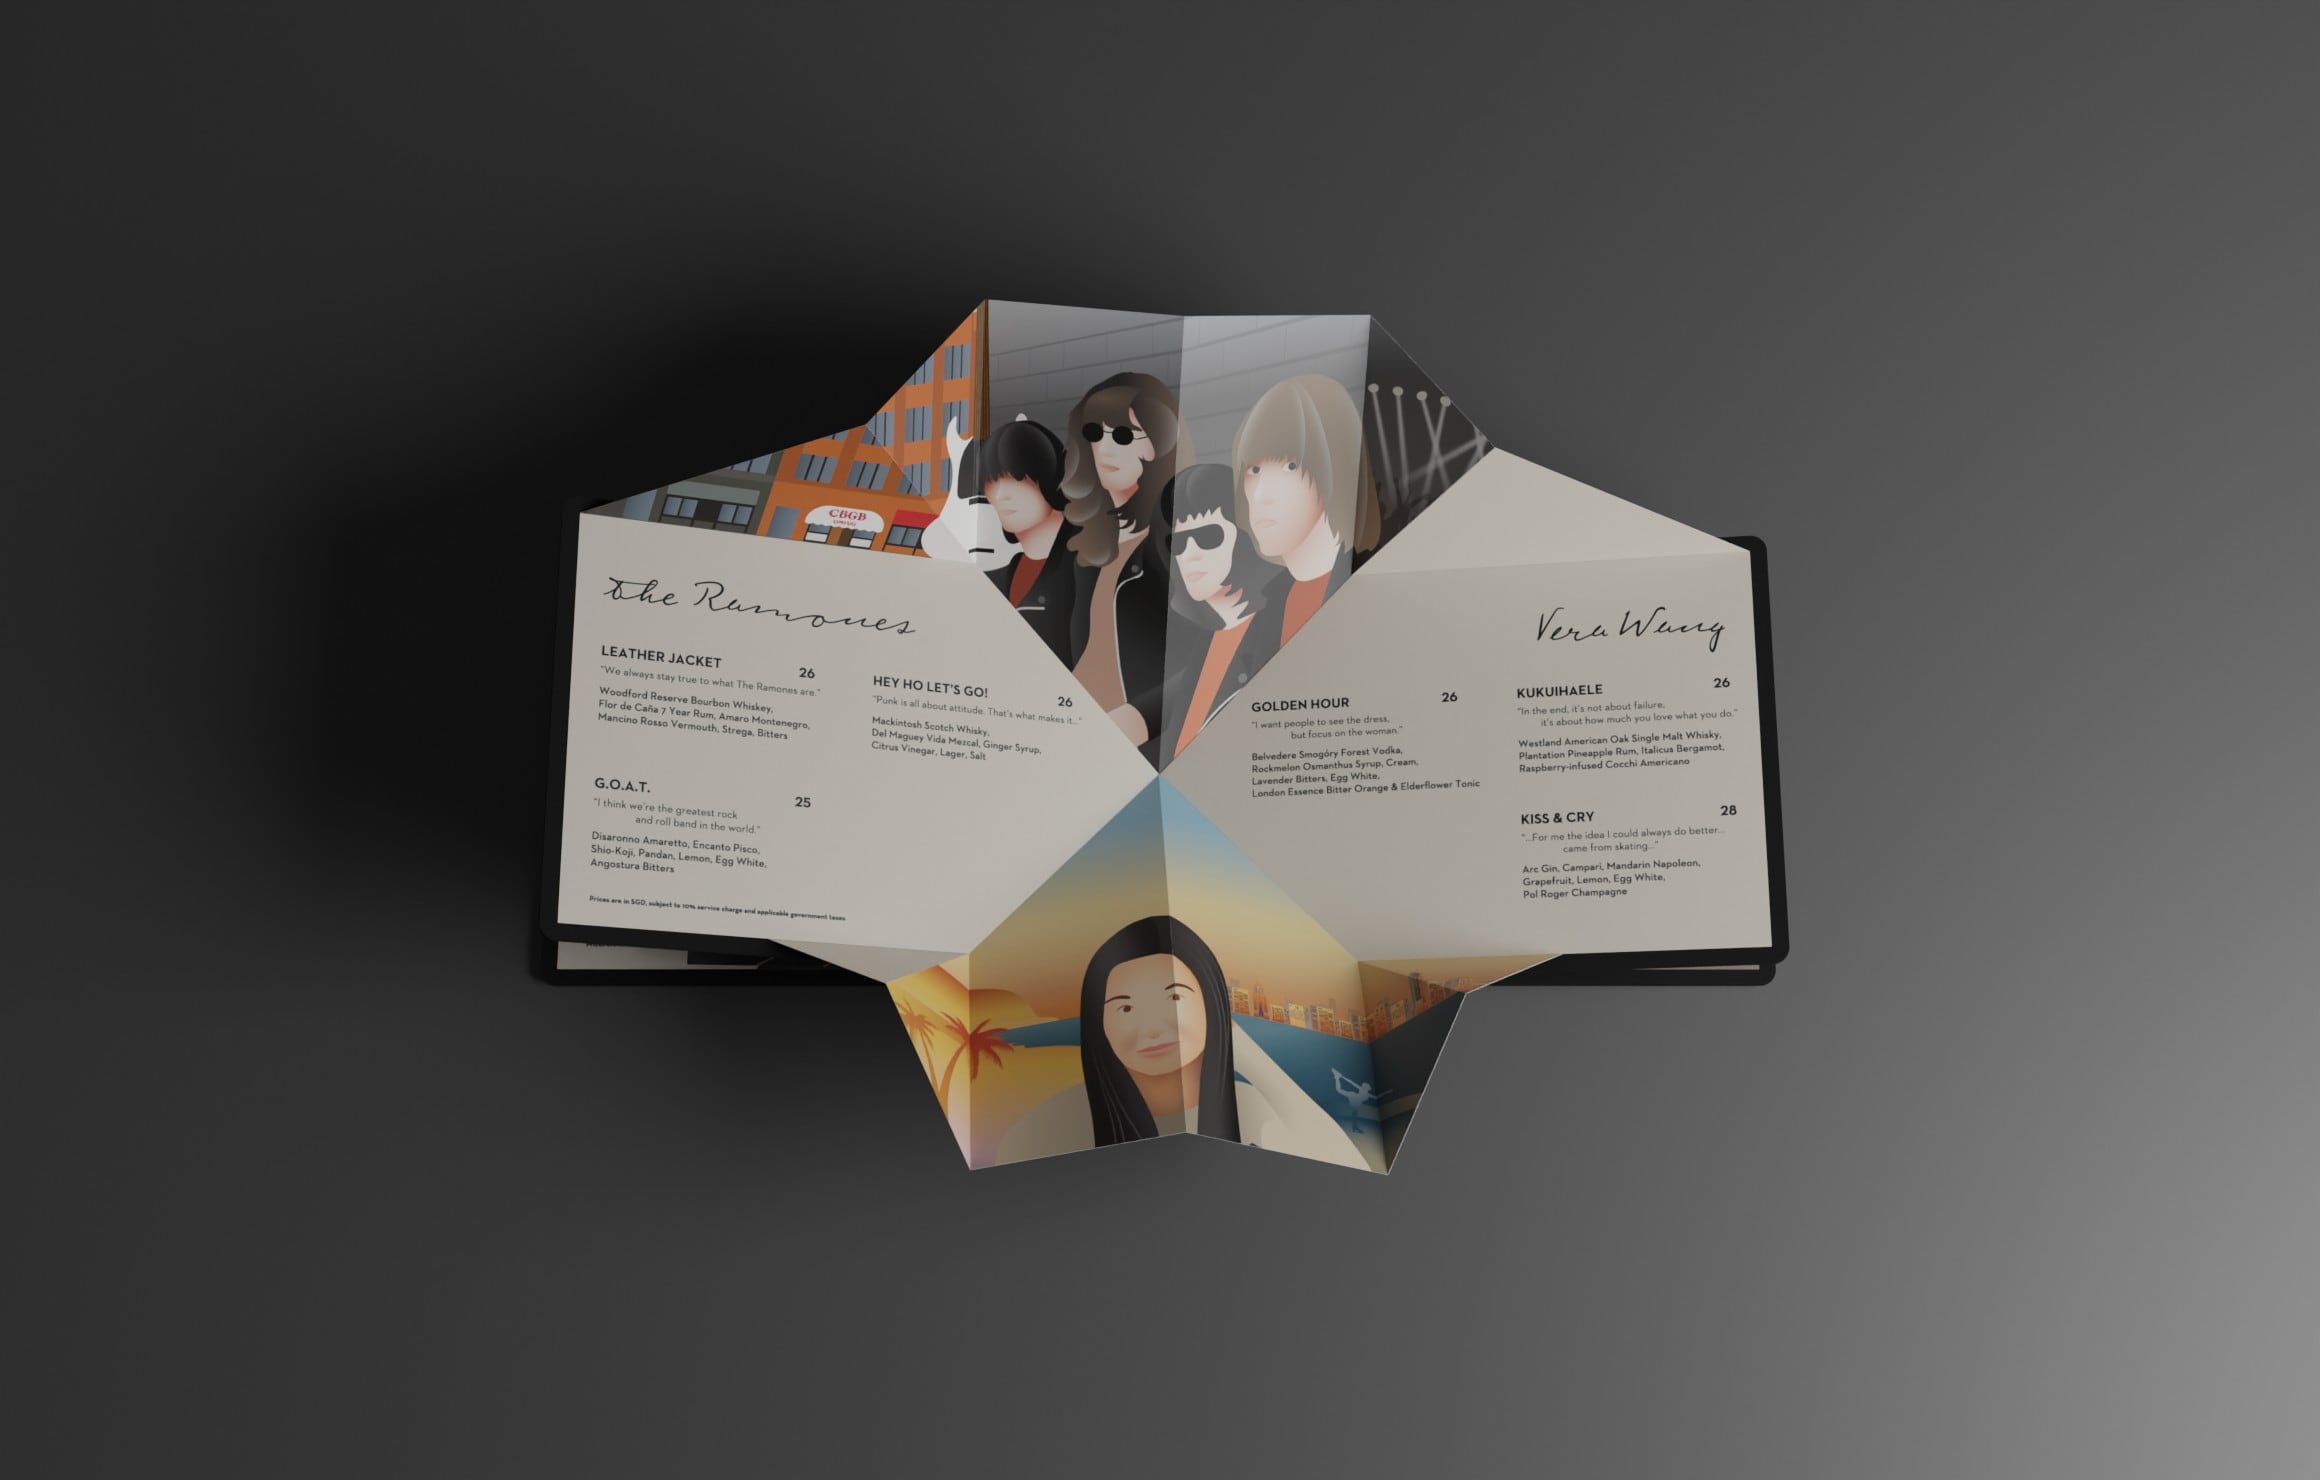 CBGB
The Ramones
LEATHER JACKET 26
"We always stay true to what The Ramones are."
Woodford Reserve Bourbon Whiskey,
Flor de Caña 7 Year Rum, Amaro Montenegro,
Mancino Rosso Vermouth, Strega, Bitters
HEY HO LET'S GO! 26
"Punk is all about attitude. That's what makes it..."
Mackintosh Scotch Whisky,
Del Maguey Vida Mezcal, Ginger Syrup,
Citrus Vinegar, Lager, Salt
G.O.A.T. 25
"I think we're the greatest rock
and roll band in the world."
Disaronno Amaretto, Encanto Pisco,
Shio-Koji, Pandan, Lemon, Egg White,
Angostura Bitters
Prices are in SGD, subject to 10% service charge and applicable government taxes
Vera Wang
GOLDEN HOUR 26
"I want people to see the dress,
but focus on the woman."
Belvedere Smogóry Forest Vodka,
Rockmelon Osmanthus Syrup, Cream,
Lavender Bitters, Egg White,
London Essence Bitter Orange & Elderflower Tonic
KUKUIHAELE 26
"In the end, it's not about failure,
it's about how much you love what you do."
Westland American Oak Single Malt Whisky,
Plantation Pineapple Rum, Italicus Bergamot,
Raspberry-infused Cocchi Americano
KISS & CRY 28
"...For me the idea I could always do better...
came from skating..."
Arc Gin, Campari, Mandarin Napoleon,
Grapefruit, Lemon, Egg White,
Pol Roger Champagne